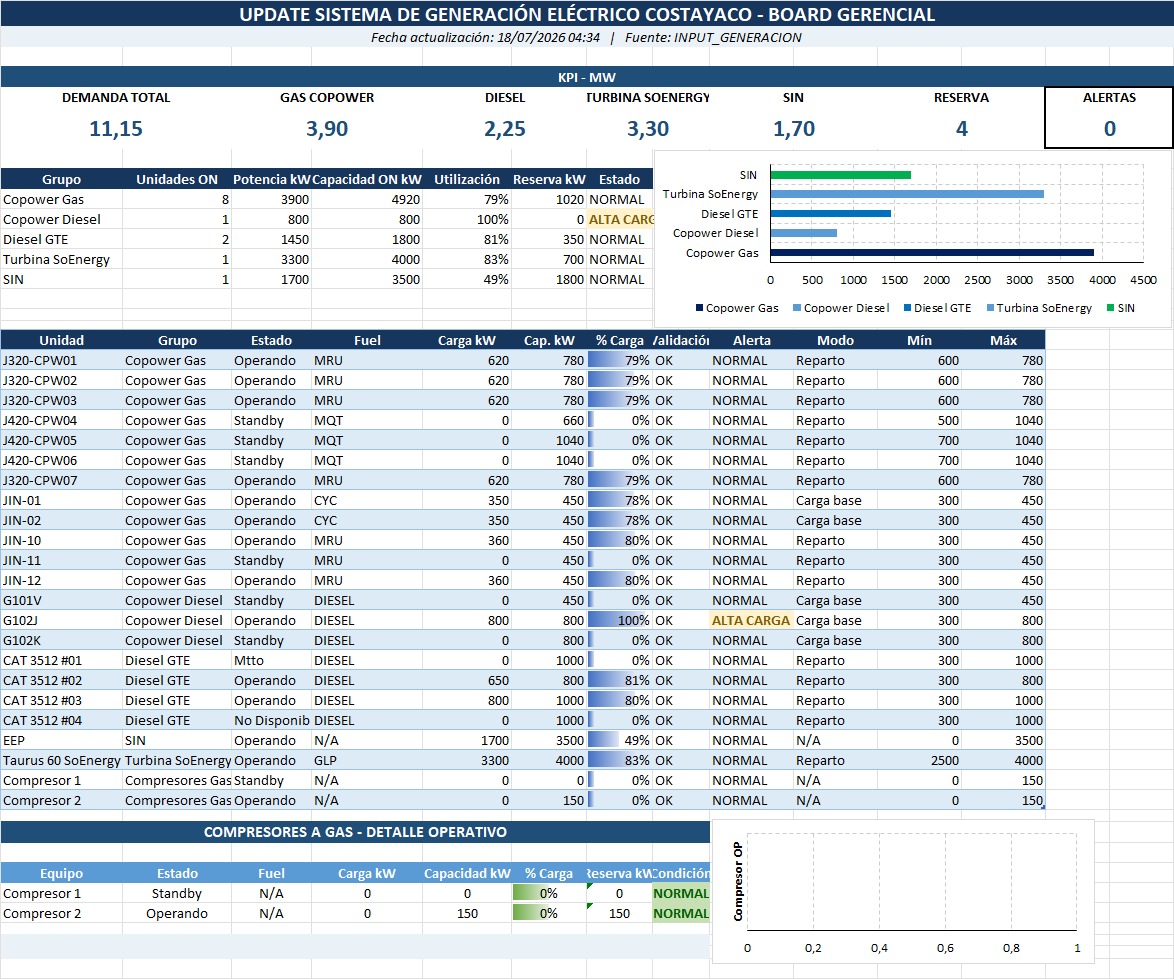 UPDATE SISTEMA DE GENERACIÓN ELÉCTRICO COSTAYACO - BOARD GERENCIAL
Fecha actualización: 18/07/2026 04:34 | Fuente: INPUT_GENERACION
KPI - MW
DEMANDA TOTAL GAS COPOWER DIESEL TURBINA SOENERGY SIN RESERVA ALERTAS
11,15 3,90 2,25 3,30 1,70 4 0
Grupo Unidades ON Potencia kW Capacidad ON kW Utilización Reserva kW Estado
Copower Gas 8 3900 4920 79% 1020 NORMAL
Copower Diesel 1 800 800 100% 0 ALTA CARG
Diesel GTE 2 1450 1800 81% 350 NORMAL
Turbina SoEnergy 1 3300 4000 83% 700 NORMAL
SIN 1 1700 3500 49% 1800 NORMAL
SIN
Turbina SoEnergy
Diesel GTE
Copower Diesel
Copower Gas
0 500 1000 1500 2000 2500 3000 3500 4000 4500
Copower Gas Copower Diesel Diesel GTE Turbina SoEnergy SIN
Unidad Grupo Estado Fuel Carga kW Cap. kW % Carga Validación Alerta Modo Mín Máx
J320-CPW01 Copower Gas Operando MRU 620 780 79% OK NORMAL Reparto 600 780
J320-CPW02 Copower Gas Operando MRU 620 780 79% OK NORMAL Reparto 600 780
J320-CPW03 Copower Gas Operando MRU 620 780 79% OK NORMAL Reparto 600 780
J420-CPW04 Copower Gas Standby MQT 0 660 0% OK NORMAL Reparto 500 1040
J420-CPW05 Copower Gas Standby MQT 0 1040 0% OK NORMAL Reparto 700 1040
J420-CPW06 Copower Gas Standby MQT 0 1040 0% OK NORMAL Reparto 700 1040
J320-CPW07 Copower Gas Operando MRU 620 780 79% OK NORMAL Reparto 600 780
JIN-01 Copower Gas Operando CYC 350 450 78% OK NORMAL Carga base 300 450
JIN-02 Copower Gas Operando CYC 350 450 78% OK NORMAL Carga base 300 450
JIN-10 Copower Gas Operando MRU 360 450 80% OK NORMAL Reparto 300 450
JIN-11 Copower Gas Standby MRU 0 450 0% OK NORMAL Reparto 300 450
JIN-12 Copower Gas Operando MRU 360 450 80% OK NORMAL Reparto 300 450
G101V Copower Diesel Standby DIESEL 0 450 0% OK NORMAL Carga base 300 450
G102J Copower Diesel Operando DIESEL 800 800 100% OK ALTA CARGA Carga base 300 800
G102K Copower Diesel Standby DIESEL 0 800 0% OK NORMAL Carga base 300 800
CAT 3512 #01 Diesel GTE Mtto DIESEL 0 1000 0% OK NORMAL Reparto 300 1000
CAT 3512 #02 Diesel GTE Operando DIESEL 650 800 81% OK NORMAL Reparto 300 800
CAT 3512 #03 Diesel GTE Operando DIESEL 800 1000 80% OK NORMAL Reparto 300 1000
CAT 3512 #04 Diesel GTE No Disponib DIESEL 0 1000 0% OK NORMAL Reparto 300 1000
EEP SIN Operando N/A 1700 3500 49% OK NORMAL N/A 0 3500
Taurus 60 SoEnergy Turbina SoEnergy Operando GLP 3300 4000 83% OK NORMAL Reparto 2500 4000
Compresor 1 Compresores Gas Standby N/A 0 0 0% OK NORMAL N/A 0 150
Compresor 2 Compresores Gas Operando N/A 0 150 0% OK NORMAL N/A 0 150
COMPRESORES A GAS - DETALLE OPERATIVO
Equipo Estado Fuel Carga kW Capacidad kW % Carga Reserva kW Condición
Compresor 1 Standby N/A 0 0 0% 0 NORMAL
Compresor 2 Operando N/A 0 150 0% 150 NORMAL
Compresor OP
0 0,2 0,4 0,6 0,8 1